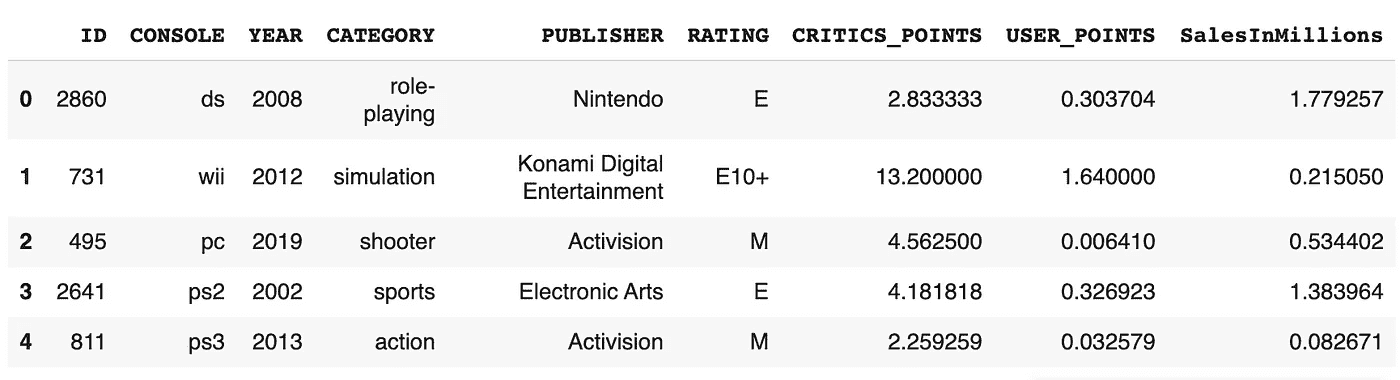 ID CONSOLE YEAR CATEGORY PUBLISHER RATING CRITICS_POINTS USER_POINTS SalesInMillions
0 2860 ds 2008 role-
playing Nintendo E 2.833333 0.303704 1.779257
1 731 wii 2012 simulation Konami Digital
Entertainment E10+ 13.200000 1.640000 0.215050
2 495 pc 2019 shooter Activision M 4.562500 0.006410 0.534402
3 2641 ps2 2002 sports Electronic Arts E 4.181818 0.326923 1.383964
4 811 ps3 2013 action Activision M 2.259259 0.032579 0.082671